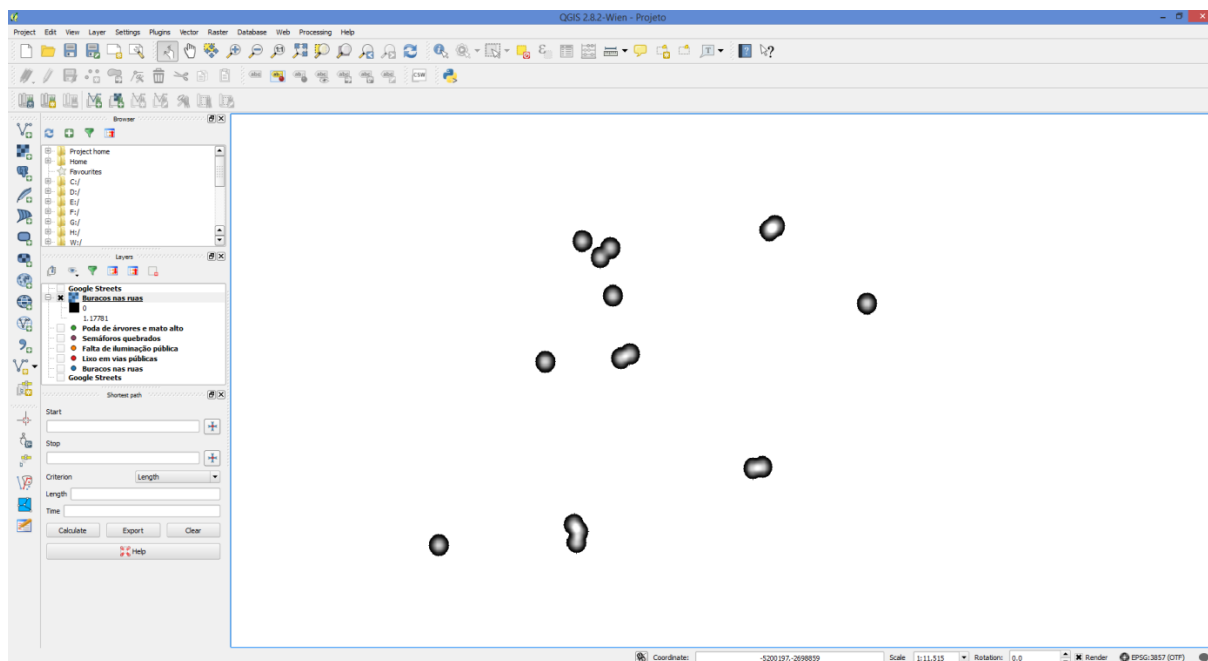 QGIS 2.8.2-Wien - Projeto
Project Edit View Layer Settings Plugins Vector Raster Database Web Processing Help
CSW
Browser
Project home
Home
Favourites
C:/
D:/
E:/
F:/
G:/
H:/
W:/
Layers
Google Streets
Buracos nas ruas
0
1.17781
Poda de árvores e mato alto
Semáforos quebrados
Falta de iluminação pública
Lixo em vias públicas
Buracos nas ruas
Google Streets
Shortest path
Start
Stop
Criterion Length
Length
Time
Calculate Export Clear
Help
Coordinate: -5200197,-2698859 Scale 1:11.515 Rotation: 0.0 Render EPSG:3857 (OTF)